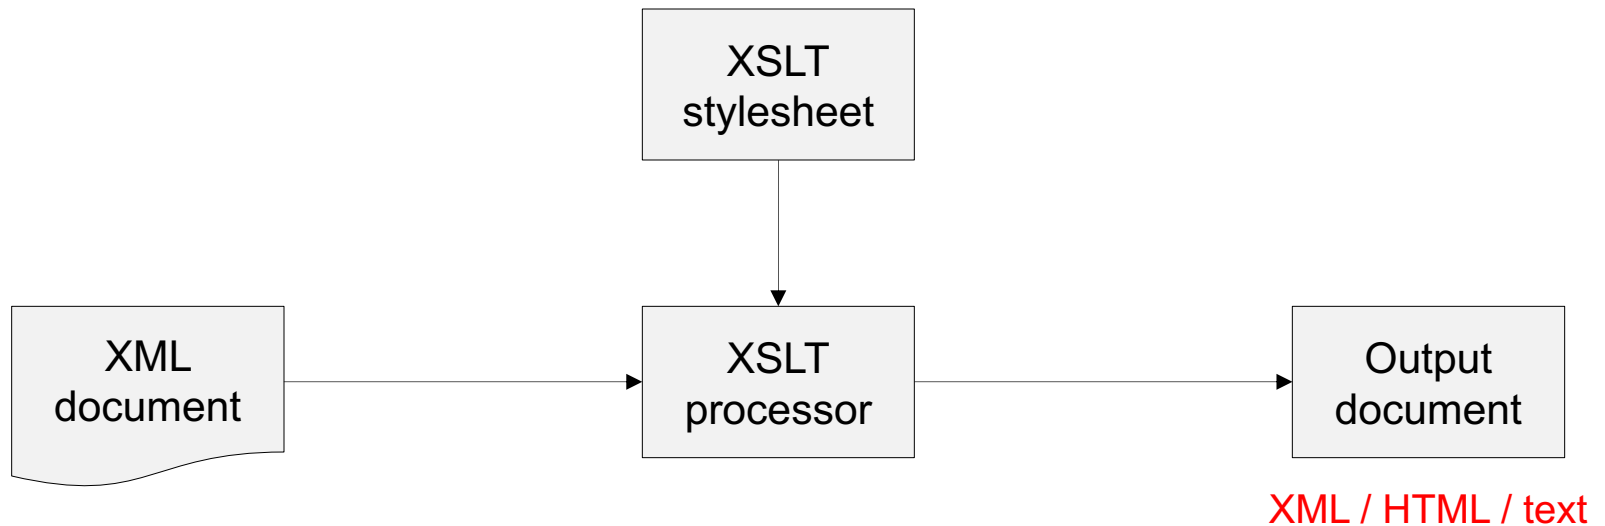 XSLT
stylesheet
XML
document
XSLT
processor
Output
document
XML / HTML / text